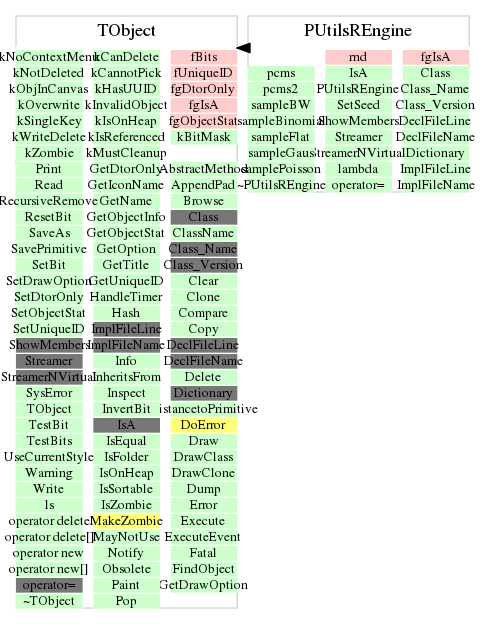 TObject
kNoContextMenu kCanDelete fBits
kNotDeleted kCannotPick fUniqueID
kObjInCanvas kHasUUID fgDtorOnly
kOverwrite kInvalidObject fgIsA
kSingleKey kIsOnHeap fgObjectStat
kWriteDelete kIsReferenced kBitMask
kZombie kMustCleanup
Print GetDtorOnly AbstractMethod
Read GetIconName AppendPad
RecursiveRemove GetName Browse
ResetBit GetObjectInfo Class
SaveAs GetObjectStat ClassName
SavePrimitive GetOption Class_Name
SetBit GetTitle Class_Version
SetDrawOption GetUniqueID Clear
SetDtorOnly HandleTimer Clone
SetObjectStat Hash Compare
SetUniqueID ImplFileLine Copy
ShowMembers ImplFileName DeclFileLine
Streamer Info DeclFileName
StreamerNVirtual InheritsFrom Delete
SysError Inspect Dictionary
TObject InvertBit istancetoPrimitive
TestBit IsA DoError
TestBits IsEqual Draw
UseCurrentStyle IsFolder DrawClass
Warning IsOnHeap DrawClone
Write IsSortable Dump
ls IsZombie Error
operator delete MakeZombie Execute
operator delete[] MayNotUse ExecuteEvent
operator new Notify Fatal
operator new[] Obsolete FindObject
operator= Paint GetDrawOption
~TObject Pop
PUtilsREngine
rnd fgIsA
pcms IsA Class
pcms2 PUtilsREngine Class_Name
sampleBW SetSeed Class_Version
sampleBinomial ShowMembers DeclFileLine
sampleFlat Streamer DeclFileName
sampleGaus StreamerNVirtual Dictionary
samplePoisson lambda ImplFileLine
~PUtilsREngine operator= ImplFileName